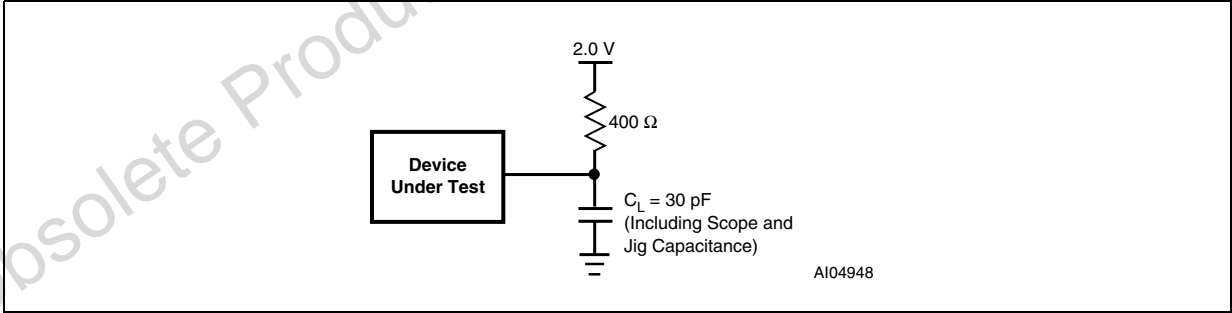 2.0 V
400 Ω
Device
Under Test
C_L = 30 pF
(Including Scope and
Jig Capacitance)
AI04948